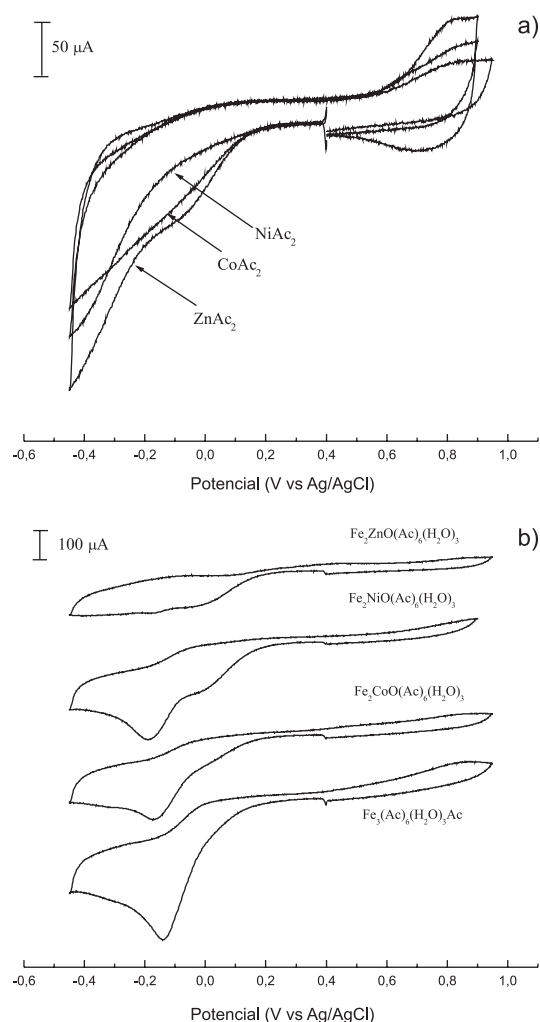 a)
50 µA
NiAc₂
CoAc₂
ZnAc₂
-0,6 -0,4 -0,2 0,0 0,2 0,4 0,6 0,8 1,0
Potencial (V vs Ag/AgCl)
b)
100 µA
Fe₂ZnO(Ac)₆(H₂O)₃
Fe₂NiO(Ac)₆(H₂O)₃
Fe₂CoO(Ac)₆(H₂O)₃
Fe₃(Ac)₆(H₂O)₃Ac
-0,6 -0,4 -0,2 0,0 0,2 0,4 0,6 0,8 1,0
Potencial (V vs Ag/AgCl)